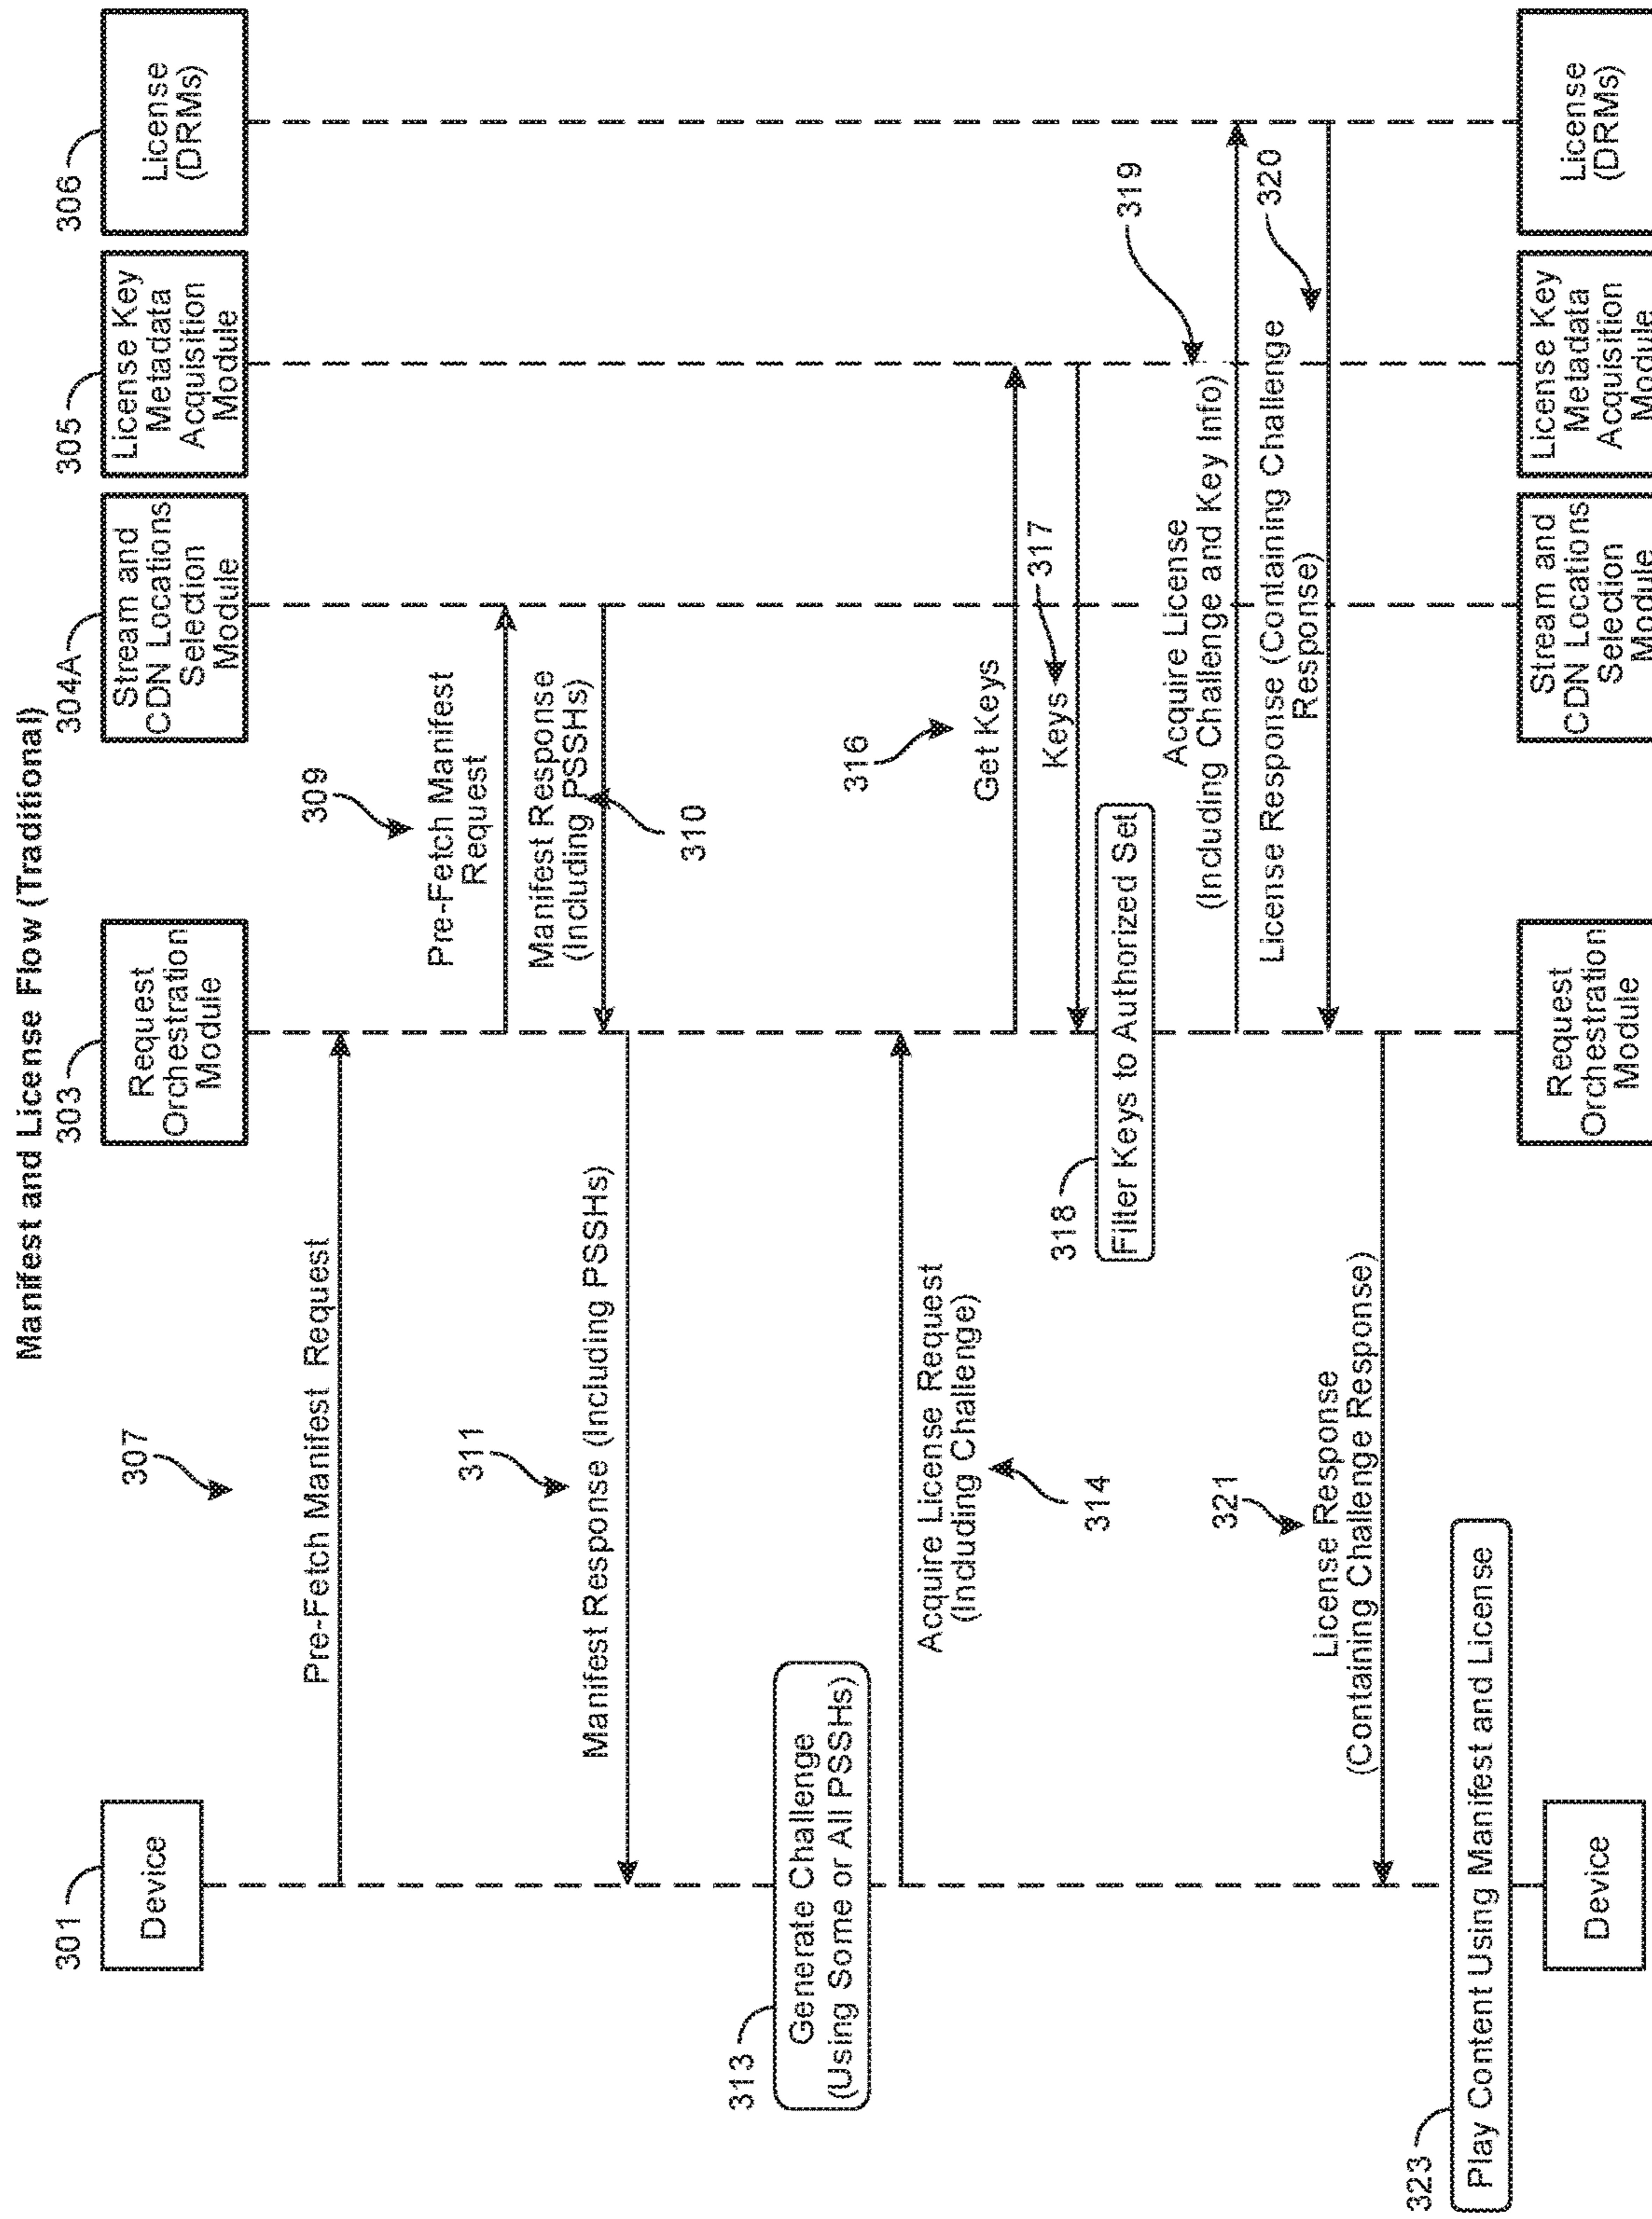 Manifest and License Flow (Traditional)
301
Device
303
Request
Orchestration
Module
304A
Stream and
CDN Locations
Selection
Module
305
License Key
Metadata
Acquisition
Module
306
License
(DRMs)
307
Pre-Fetch Manifest Request
309
Pre-Fetch Manifest
Request
Manifest Response
(Including PSSHs)
310
311
Manifest Response (Including PSSHs)
313
Generate Challenge
(Using Some or All PSSHs)
Acquire License Request
(Including Challenge)
314
316
Get Keys
Keys
317
318
Filter Keys to Authorized Set
319
Acquire License
(Including Challenge and Key Info)
320
License Response (Containing Challenge
Response)
321
License Response
(Containing Challenge Response)
323
Play Content Using Manifest and License
Device
Request
Orchestration
Module
Stream and
CDN Locations
Selection
Module
License Key
Metadata
Acquisition
Module
License
(DRMs)